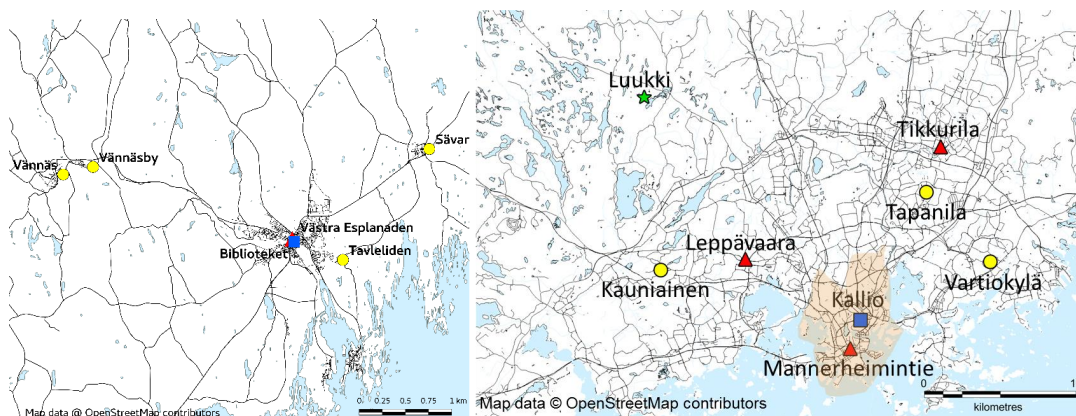 Sävar
Vännäs
Vännäsby
Västra Esplanaden
Biblioteket
Tavleliden
0 0.25 0.5 0.75 1 km
Map data @ OpenStreetMap contributors
Luukki
Tikkurila
Tapanila
Leppävaara
Kauniainen
Vartiokylä
Kallio
Mannerheimintie
0
kilometres
Map data © OpenStreetMap contributors